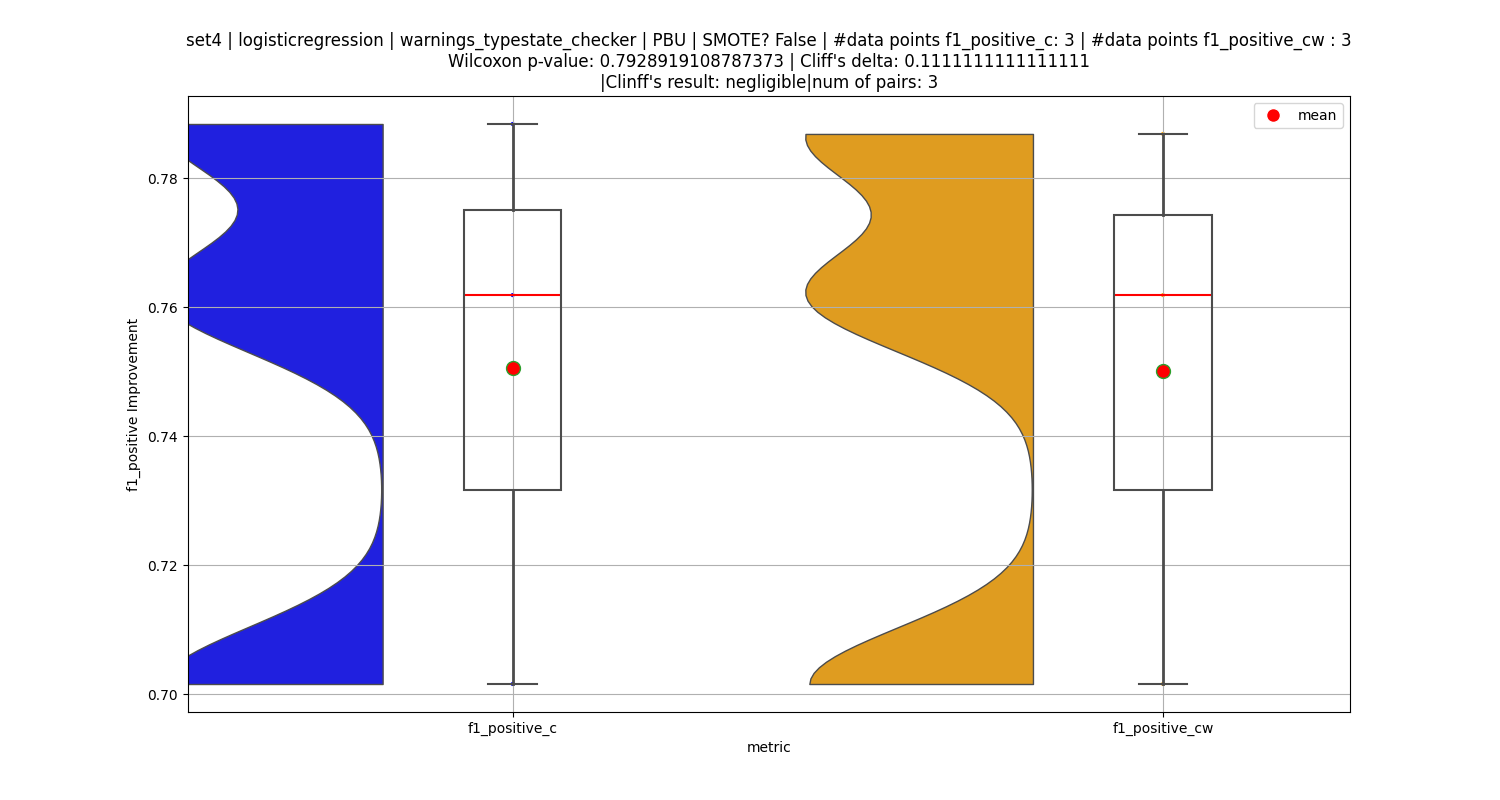 set4 | logisticregression | warnings_typestate_checker | PBU | SMOTE? False | #data points f1_positive_c: 3 | #data points f1_positive_cw : 3
Wilcoxon p-value: 0.7928919108787373 | Cliff's delta: 0.1111111111111111
|Clinff's result: negligible|num of pairs: 3
mean
0.78
0.76
0.74
0.72
0.70
f1_positive Improvement
f1_positive_c
f1_positive_cw
metric